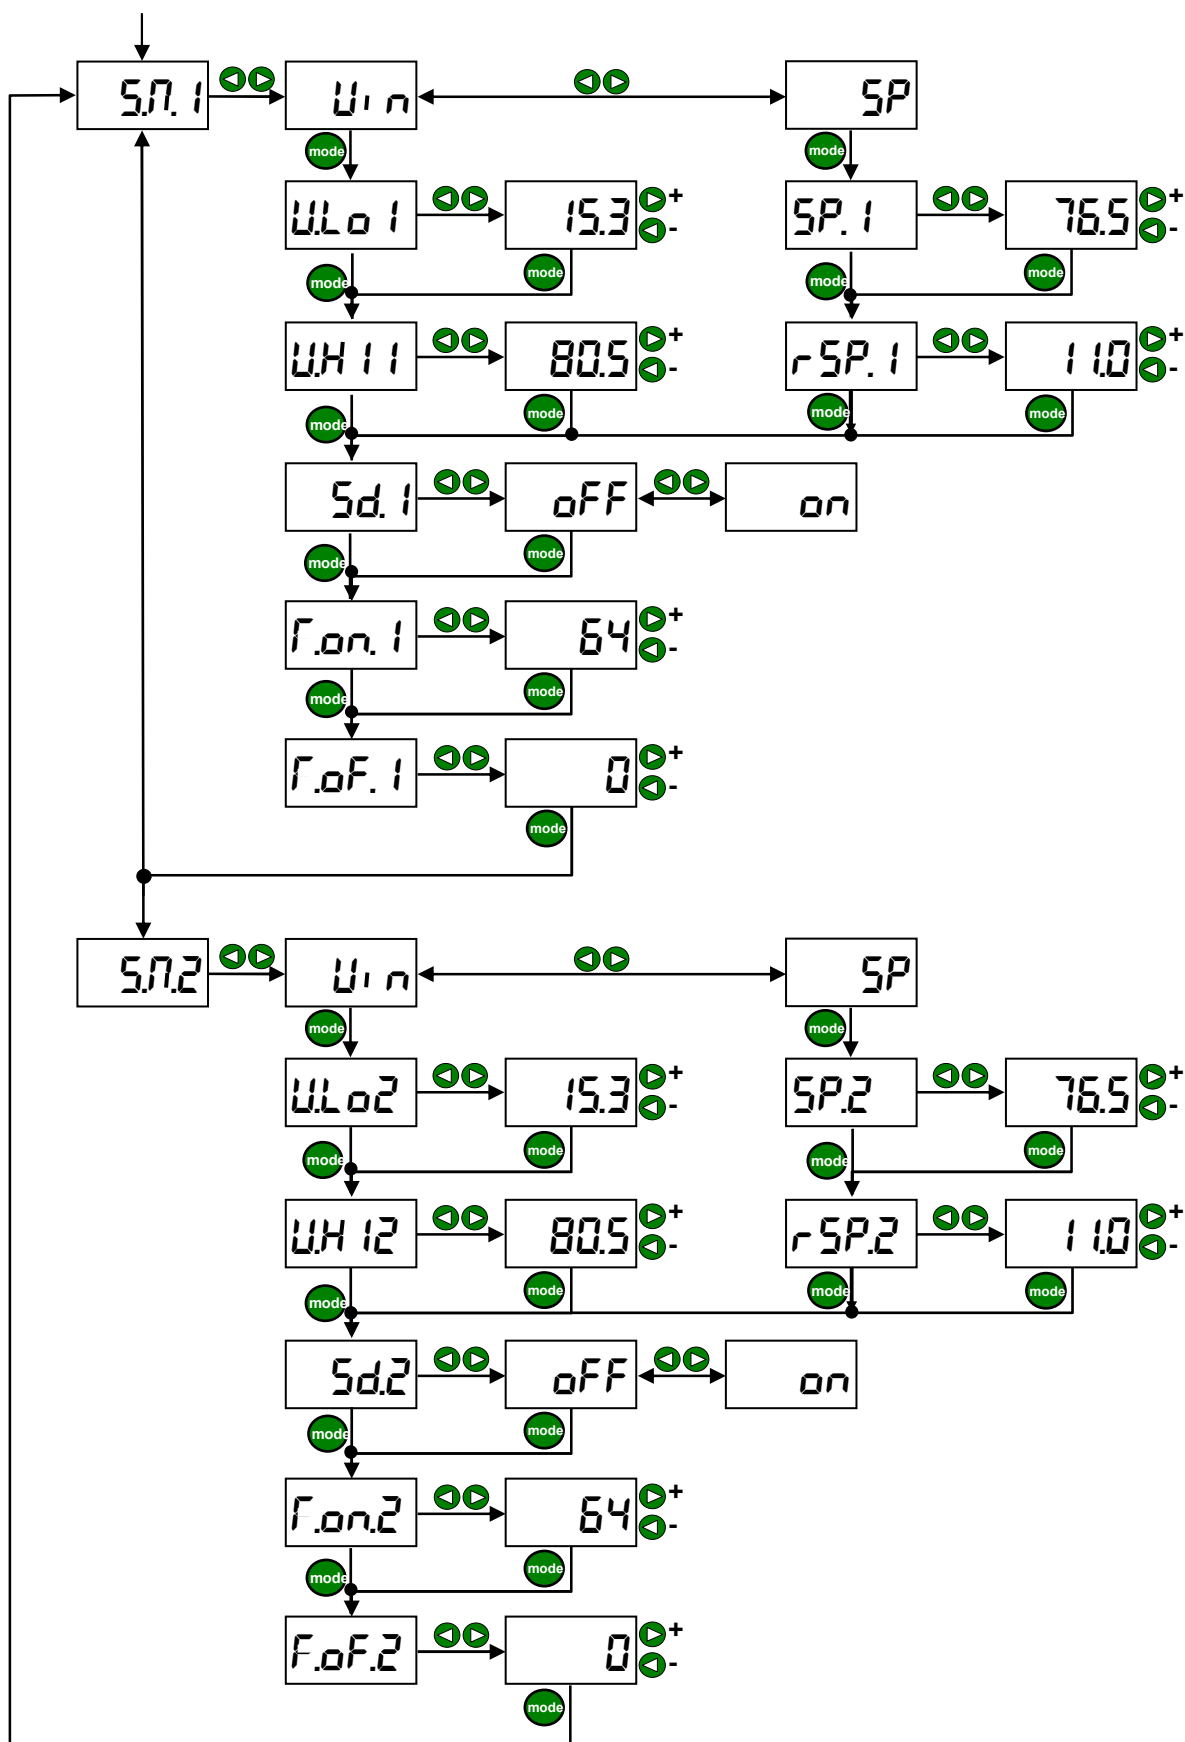 S.П. 1 Uin SP
mode mode
U.Lo 1 15.3 + - SP. 1 76.5 + -
mode mode mode mode
U.H I 1 80.5 + - rSP. 1 11.0 + -
mode mode mode mode
Sd. 1 oFF on
mode mode
Г.on. 1 64 + -
mode mode
Г.oF. 1 0 + -
mode
S.П.2 Uin SP
mode mode
U.Lo2 15.3 + - SP.2 76.5 + -
mode mode mode mode
U.H I2 80.5 + - rSP.2 11.0 + -
mode mode mode mode
Sd.2 oFF on
mode mode
Г.on.2 64 + -
mode mode
F.oF.2 0 + -
mode